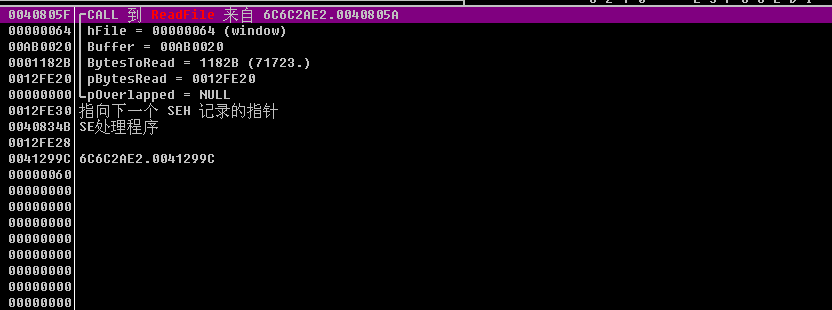 0040805F CALL 到 ReadFile 来自 6C6C2AE2.0040805A
00000064 hFile = 00000064 (window)
00AB0020 Buffer = 00AB0020
0001182B BytesToRead = 1182B (71723.)
0012FE20 pBytesRead = 0012FE20
00000000 pOverlapped = NULL
0012FE30 指向下一个 SEH 记录的指针
0040834B SE处理程序
0012FE28
0041299C 6C6C2AE2.0041299C
00000060
00000000
00000000
00000000
00000000
00000000
00000000
00000000
00000000